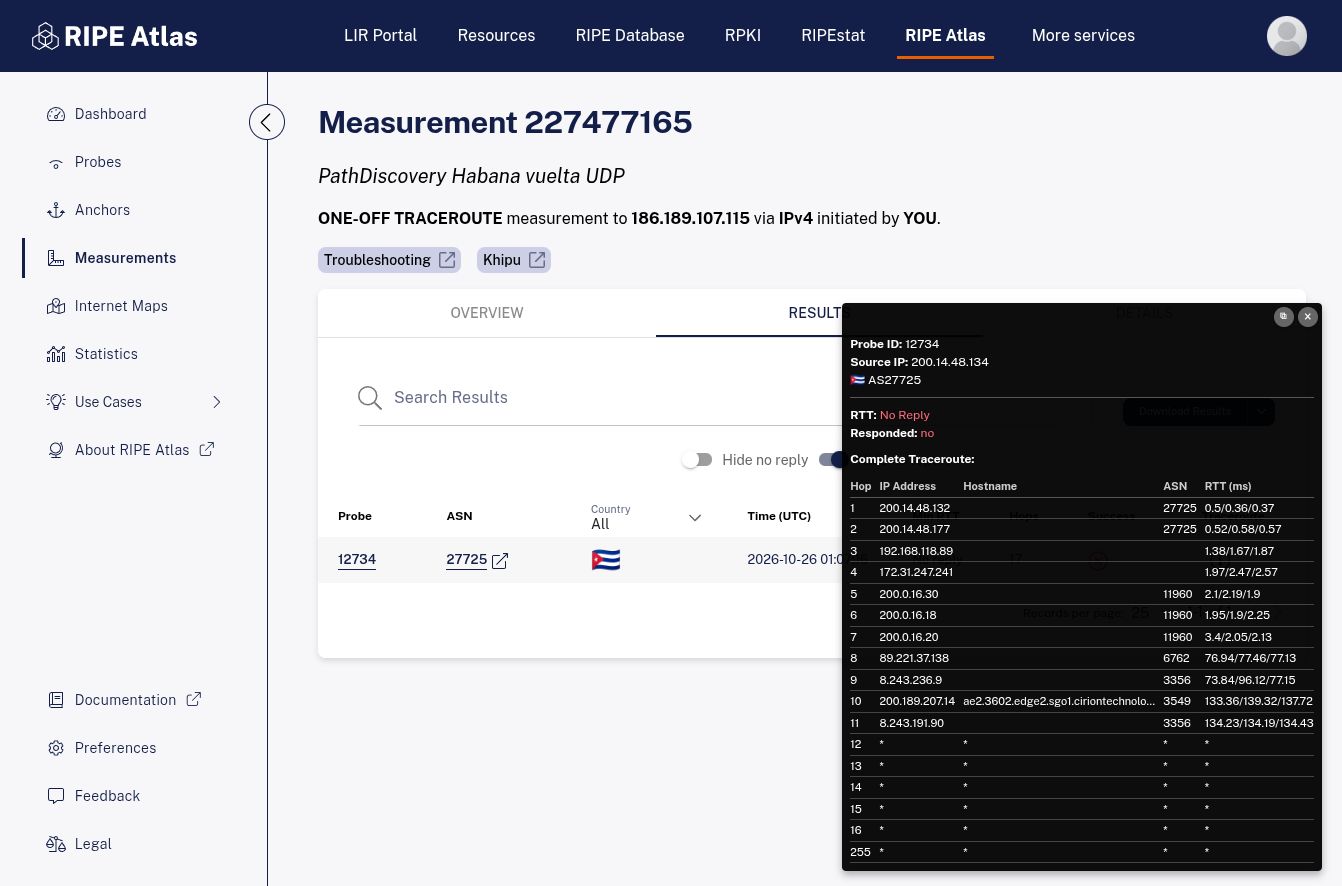 RIPE Atlas
LIR Portal Resources RIPE Database RPKI RIPEstat RIPE Atlas More services
Dashboard
Probes
Anchors
Measurements
Internet Maps
Statistics
Use Cases
About RIPE Atlas
Documentation
Preferences
Feedback
Legal
Measurement 227477165
PathDiscovery Habana vuelta UDP
ONE-OFF TRACEROUTE measurement to 186.189.107.115 via IPv4 initiated by YOU.
Troubleshooting Khipu
OVERVIEW RESULTS DETAILS
Search Results
Download Results
Hide no reply
Probe ASN Country All Time (UTC) Hops Success
12734 27725 2026-10-26 01:0 17
Records per page: 25
Probe ID: 12734
Source IP: 200.14.48.134
AS27725
RTT: No Reply
Responded: no
Complete Traceroute:
Hop IP Address Hostname ASN RTT (ms)
1 200.14.48.132 27725 0.5/0.36/0.37
2 200.14.48.177 27725 0.52/0.58/0.57
3 192.168.118.89 1.38/1.67/1.87
4 172.31.247.241 1.97/2.47/2.57
5 200.0.16.30 11960 2.1/2.19/1.9
6 200.0.16.18 11960 1.95/1.9/2.25
7 200.0.16.20 11960 3.4/2.05/2.13
8 89.221.37.138 6762 76.94/77.46/77.13
9 8.243.236.9 3356 73.84/96.12/77.15
10 200.189.207.14 ae2.3602.edge2.sgo1.ciriontechnolo... 3549 133.36/139.32/137.72
11 8.243.191.90 3356 134.23/134.19/134.43
12 * * * *
13 * * * *
14 * * * *
15 * * * *
16 * * * *
255 * * * *